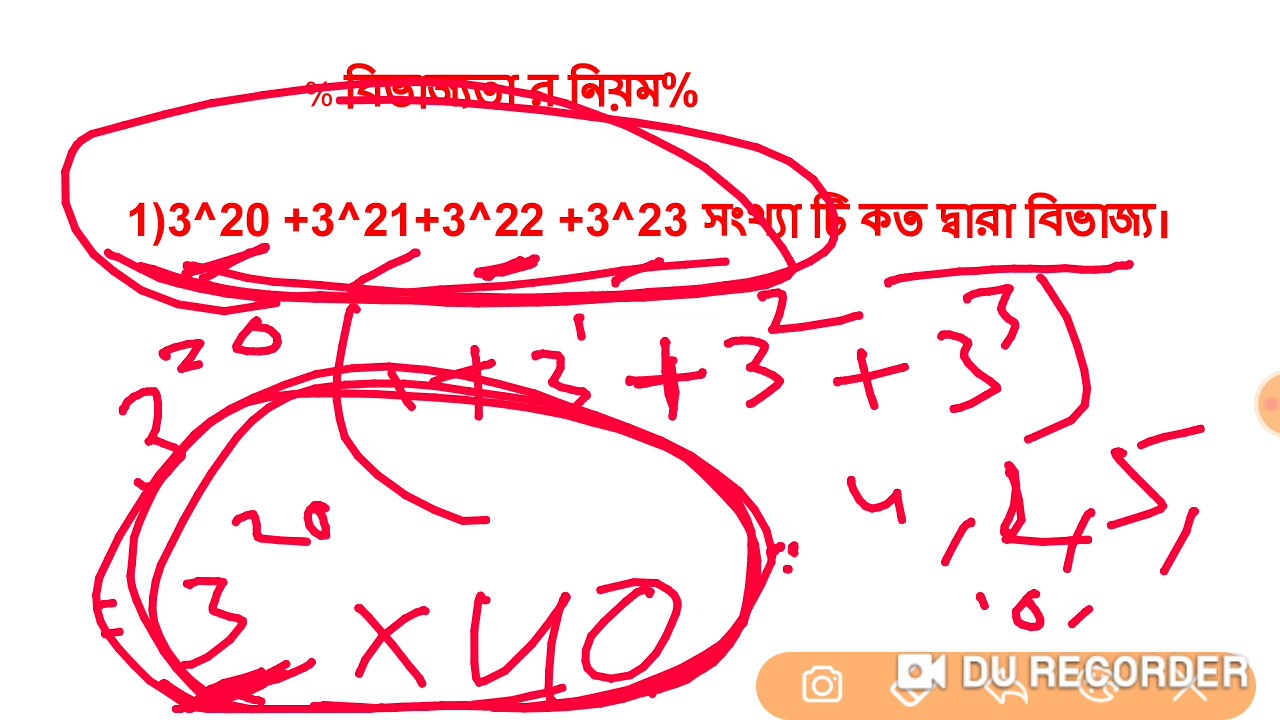 % বিভাজ্যতা র নিয়ম%
1)3^20 +3^21+3^22 +3^23 সংখ্যা টি কত দ্বারা বিভাজ্য।
3^20 (1 + 3^1 + 3^2 + 3^3)
3^20 × 40
4, 2, 5,
10,
DU RECORDER